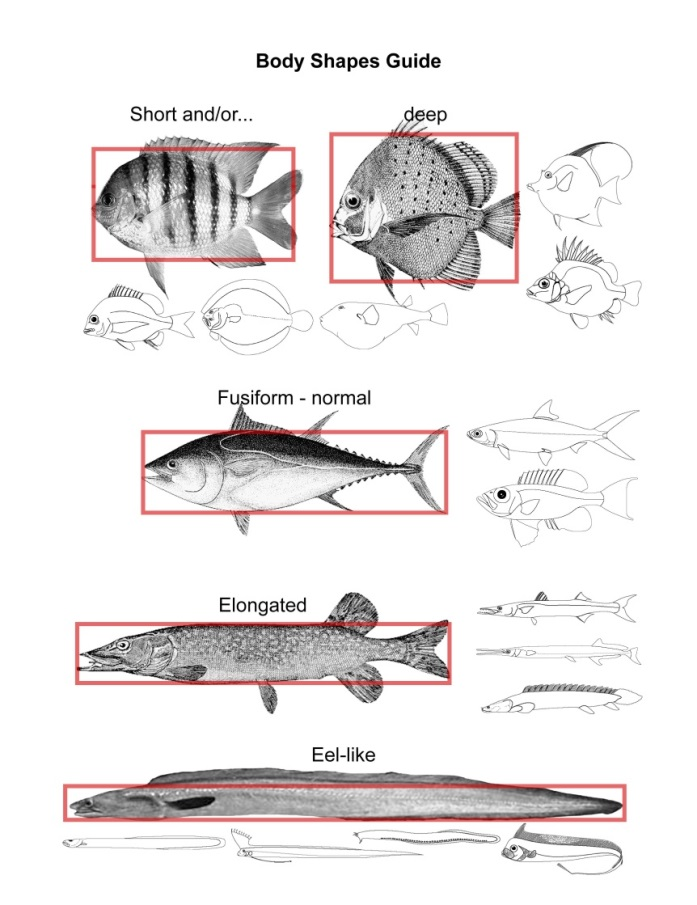 Body Shapes Guide
Short and/or...
deep
Fusiform - normal
Elongated
Eel-like